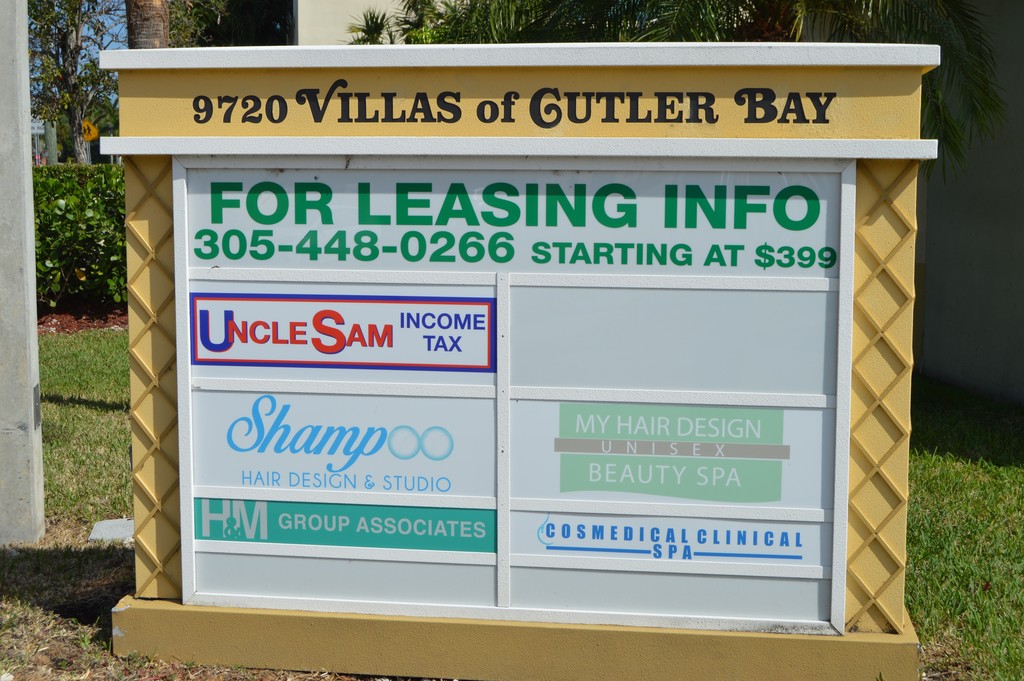 9720 VILLAS of CUTLER BAY
FOR LEASING INFO
305-448-0266 STARTING AT $399
UNCLE SAM INCOME
TAX
Shampoo
HAIR DESIGN & STUDIO
MY HAIR DESIGN
UNISEX
BEAUTY SPA
H&M GROUP ASSOCIATES
COSMEDICAL CLINICAL
SPA